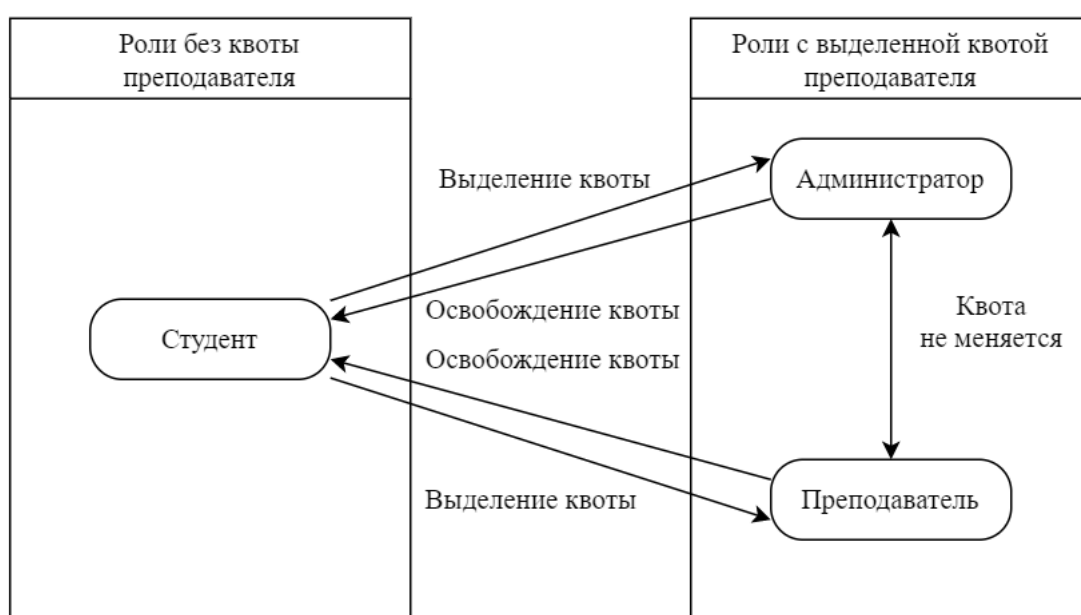 Роли без квоты
преподавателя
Роли с выделенной квотой
преподавателя
Выделение квоты
Администратор
Освобождение квоты
Студент
Квота
не меняется
Освобождение квоты
Выделение квоты
Преподаватель